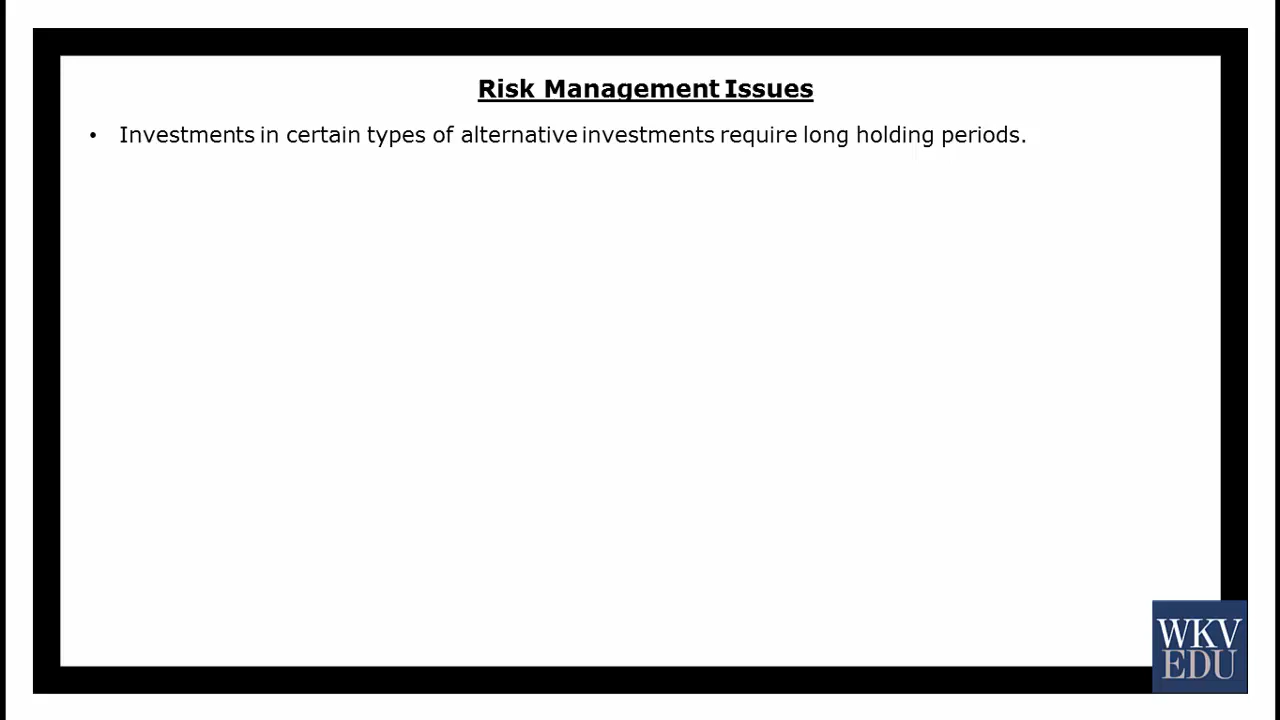 Risk Management Issues
• Investments in certain types of alternative investments require long holding periods.
WKV
EDU